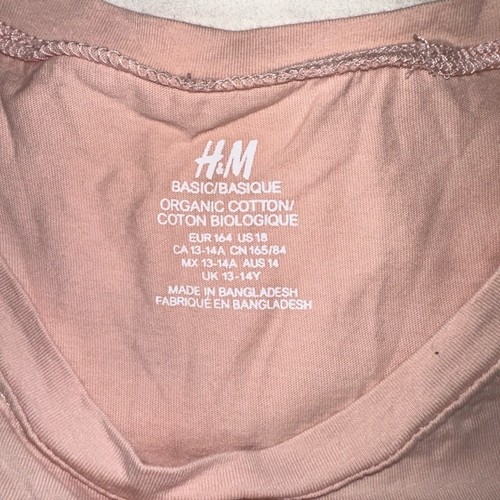 H&M
BASIC/BASIQUE
ORGANIC COTTON/
COTON BIOLOGIQUE
EUR 164 US 18
CA 13-14A CN 165/84
MX 13-14A AUS 14
UK 13-14Y
MADE IN BANGLADESH
FABRIQUÉ EN BANGLADESH